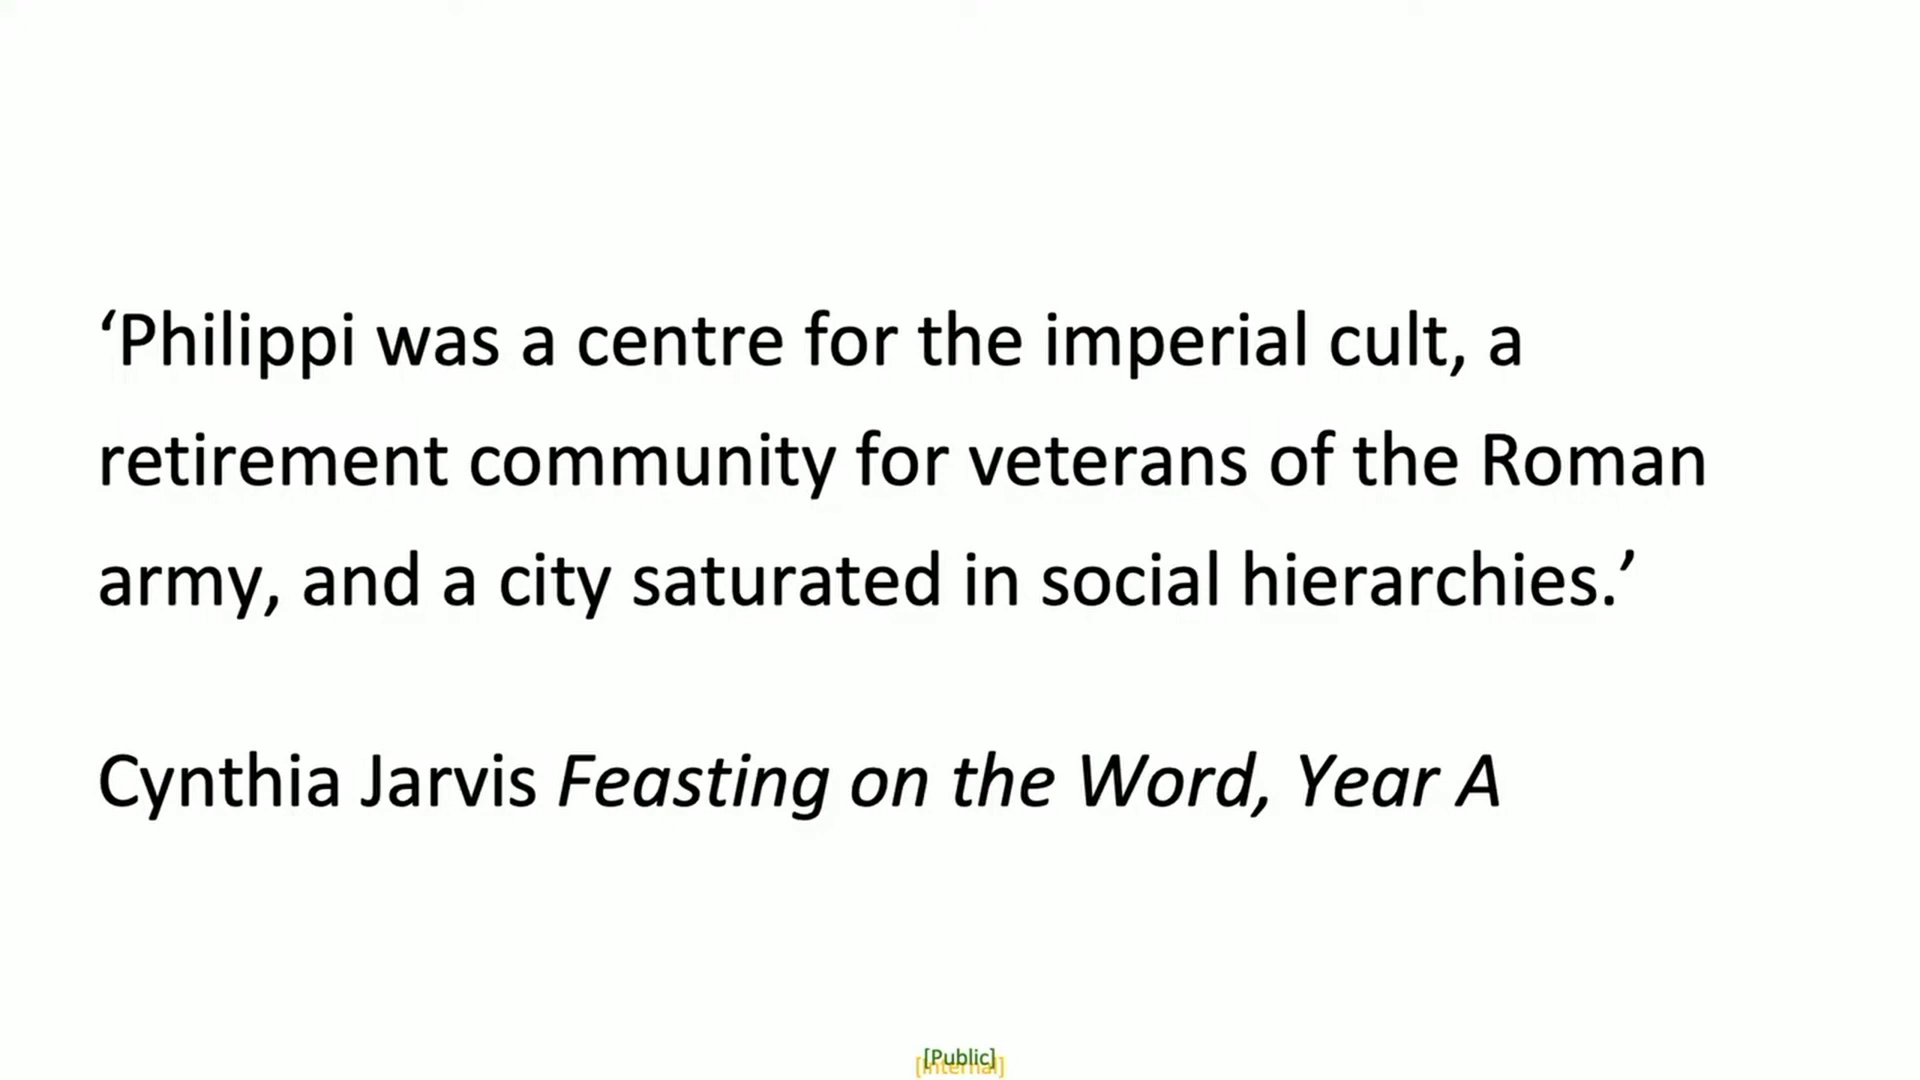 ‘Philippi was a centre for the imperial cult, a
retirement community for veterans of the Roman
army, and a city saturated in social hierarchies.’
Cynthia Jarvis Feasting on the Word, Year A
[Public]
[Internal]